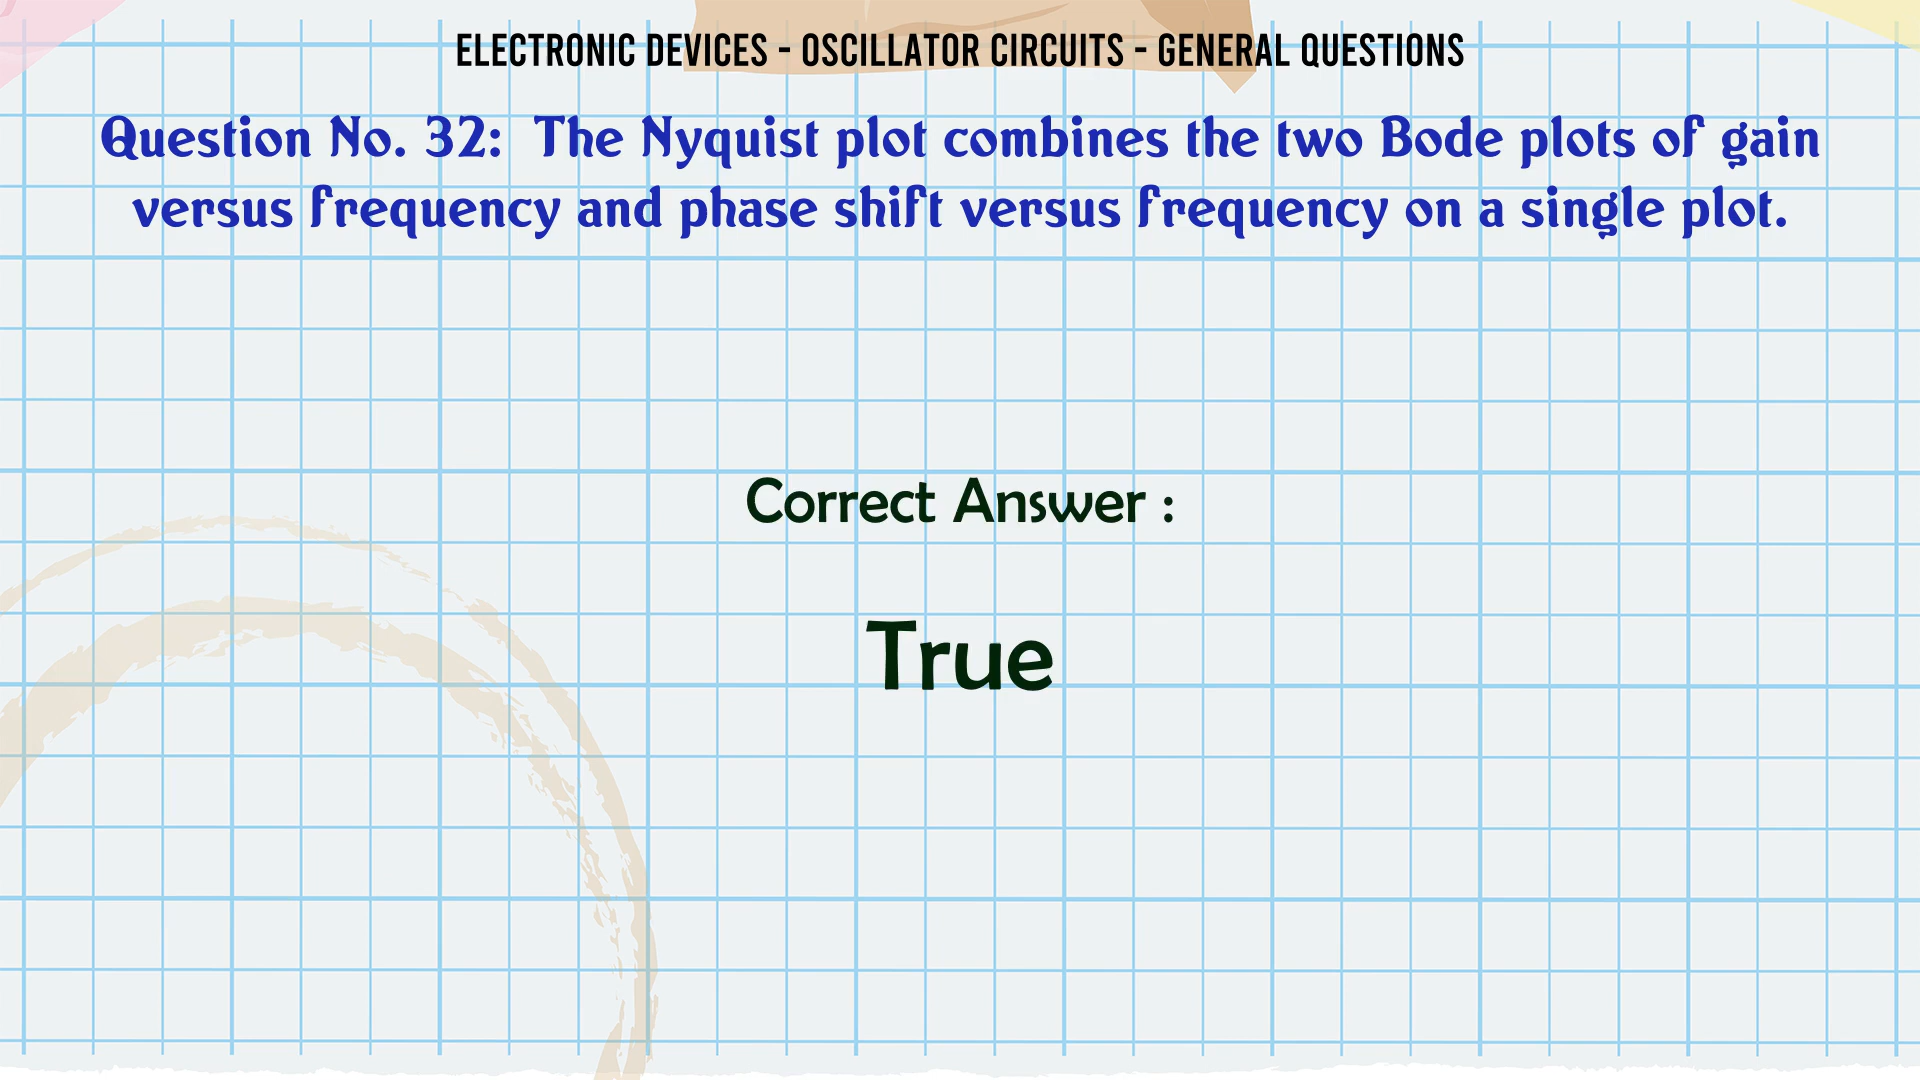 ELECTRONIC DEVICES - OSCILLATOR CIRCUITS - GENERAL QUESTIONS
Question No. 32:  The Nyquist plot combines the two Bode plots of gain
versus frequency and phase shift versus frequency on a single plot.
Correct Answer :
True